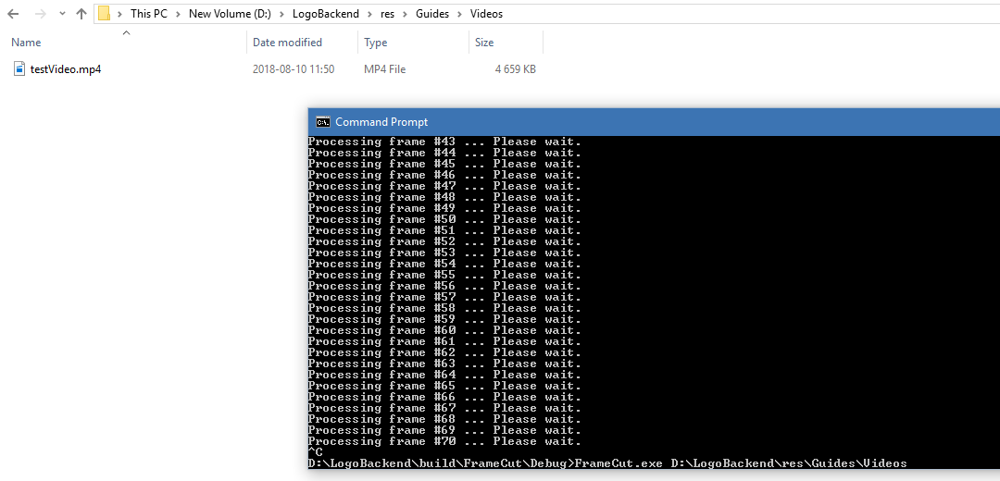 This PC > New Volume (D:) > LogoBackend > res > Guides > Videos
Name Date modified Type Size
testVideo.mp4 2018-08-10 11:50 MP4 File 4 659 KB
C:\. Command Prompt
Processing frame #43 ... Please wait.
Processing frame #44 ... Please wait.
Processing frame #45 ... Please wait.
Processing frame #46 ... Please wait.
Processing frame #47 ... Please wait.
Processing frame #48 ... Please wait.
Processing frame #49 ... Please wait.
Processing frame #50 ... Please wait.
Processing frame #51 ... Please wait.
Processing frame #52 ... Please wait.
Processing frame #53 ... Please wait.
Processing frame #54 ... Please wait.
Processing frame #55 ... Please wait.
Processing frame #56 ... Please wait.
Processing frame #57 ... Please wait.
Processing frame #58 ... Please wait.
Processing frame #59 ... Please wait.
Processing frame #60 ... Please wait.
Processing frame #61 ... Please wait.
Processing frame #62 ... Please wait.
Processing frame #63 ... Please wait.
Processing frame #64 ... Please wait.
Processing frame #65 ... Please wait.
Processing frame #66 ... Please wait.
Processing frame #67 ... Please wait.
Processing frame #68 ... Please wait.
Processing frame #69 ... Please wait.
Processing frame #70 ... Please wait.
^C
D:\LogoBackend\build\FrameCut\Debug>FrameCut.exe D:\LogoBackend\res\Guides\Videos